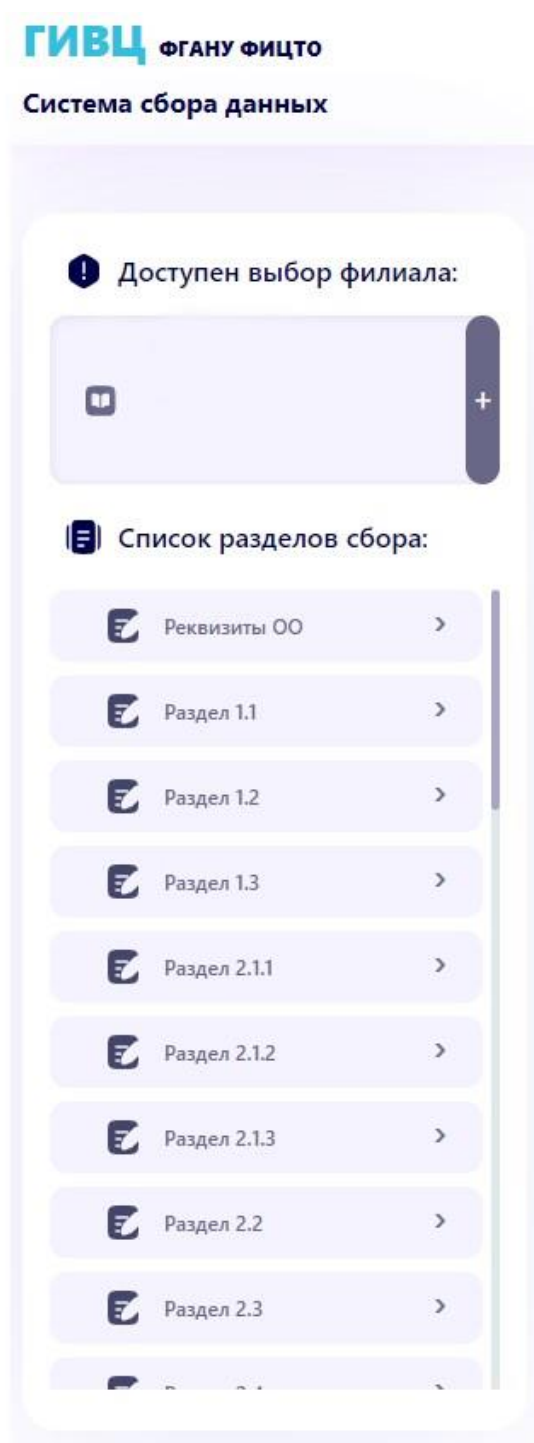 ГИВЦ ФГАНУ ФИЦТО
Система сбора данных
Доступен выбор филиала:
+
Список разделов сбора:
Реквизиты ОО
Раздел 1.1
Раздел 1.2
Раздел 1.3
Раздел 2.1.1
Раздел 2.1.2
Раздел 2.1.3
Раздел 2.2
Раздел 2.3